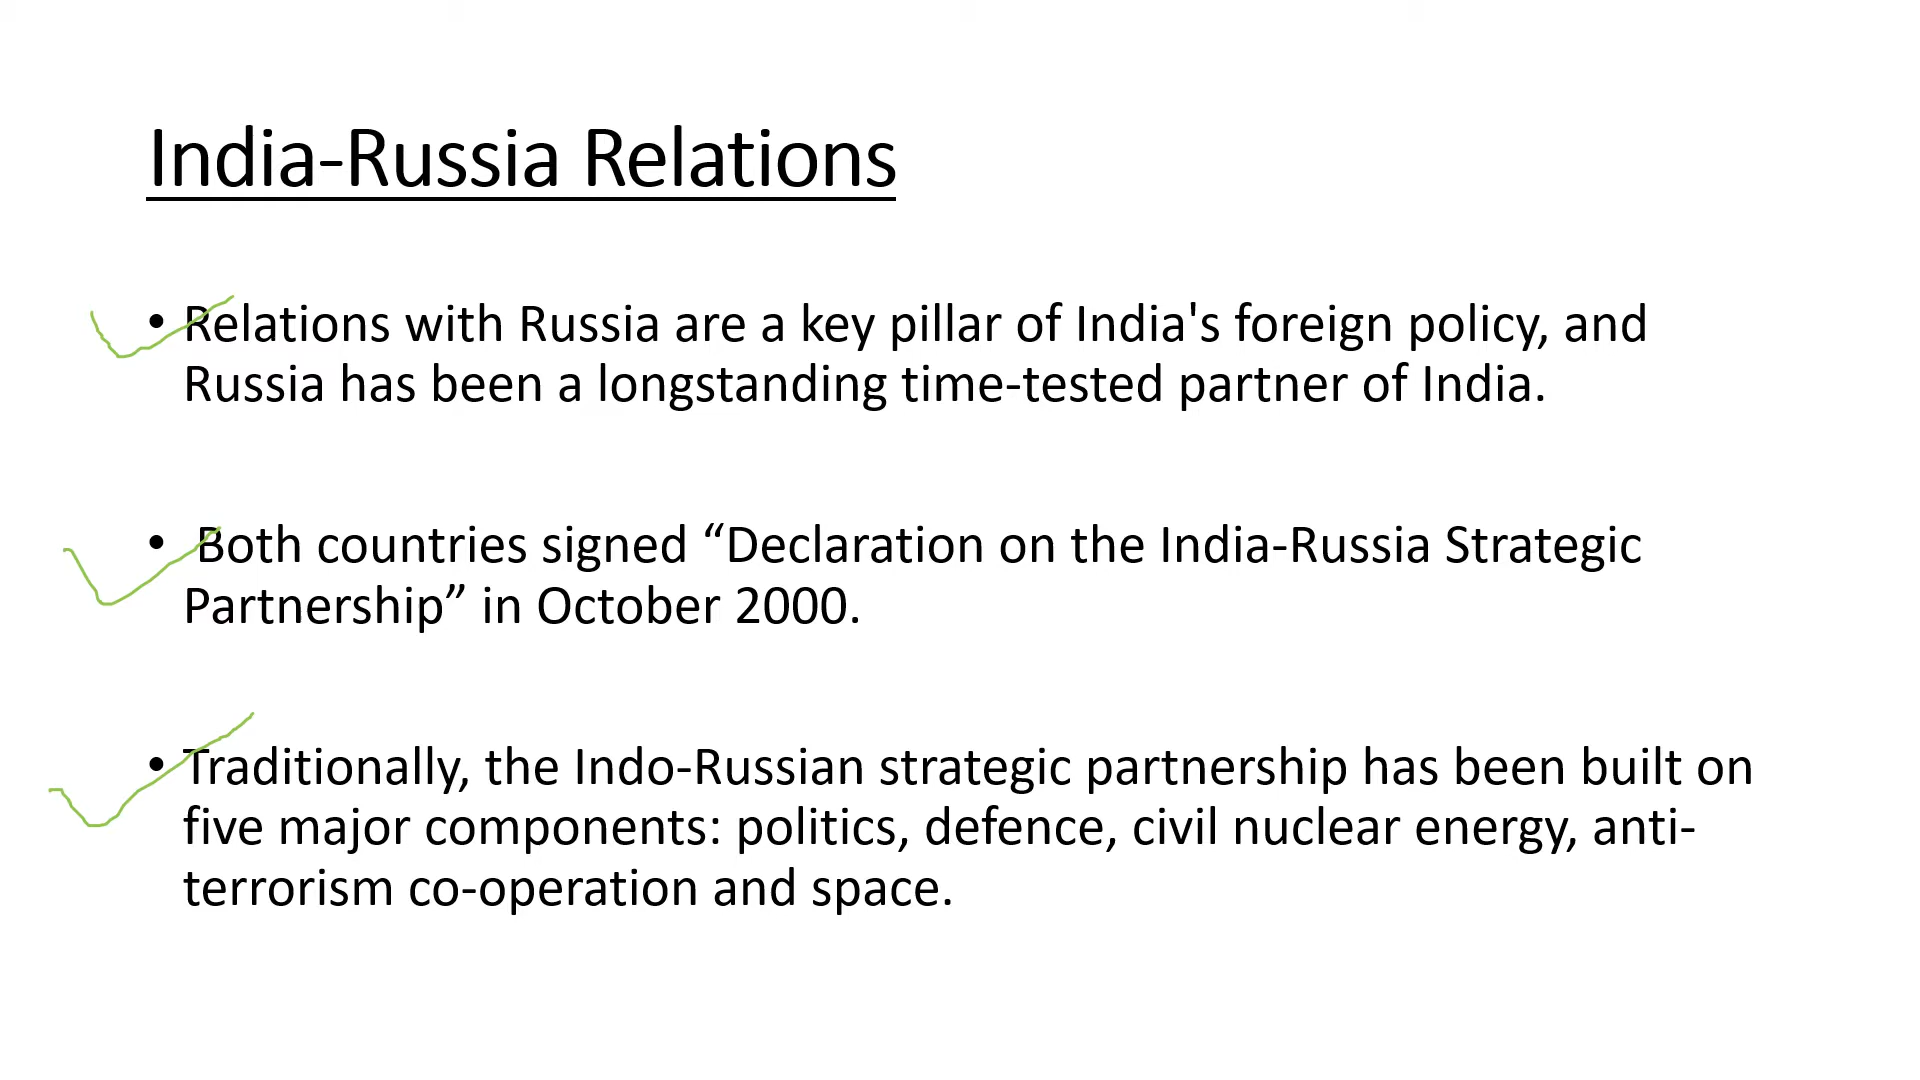 India-Russia Relations
• Relations with Russia are a key pillar of India's foreign policy, and
Russia has been a longstanding time-tested partner of India.
• Both countries signed “Declaration on the India-Russia Strategic
Partnership” in October 2000.
• Traditionally, the Indo-Russian strategic partnership has been built on
five major components: politics, defence, civil nuclear energy, anti-
terrorism co-operation and space.